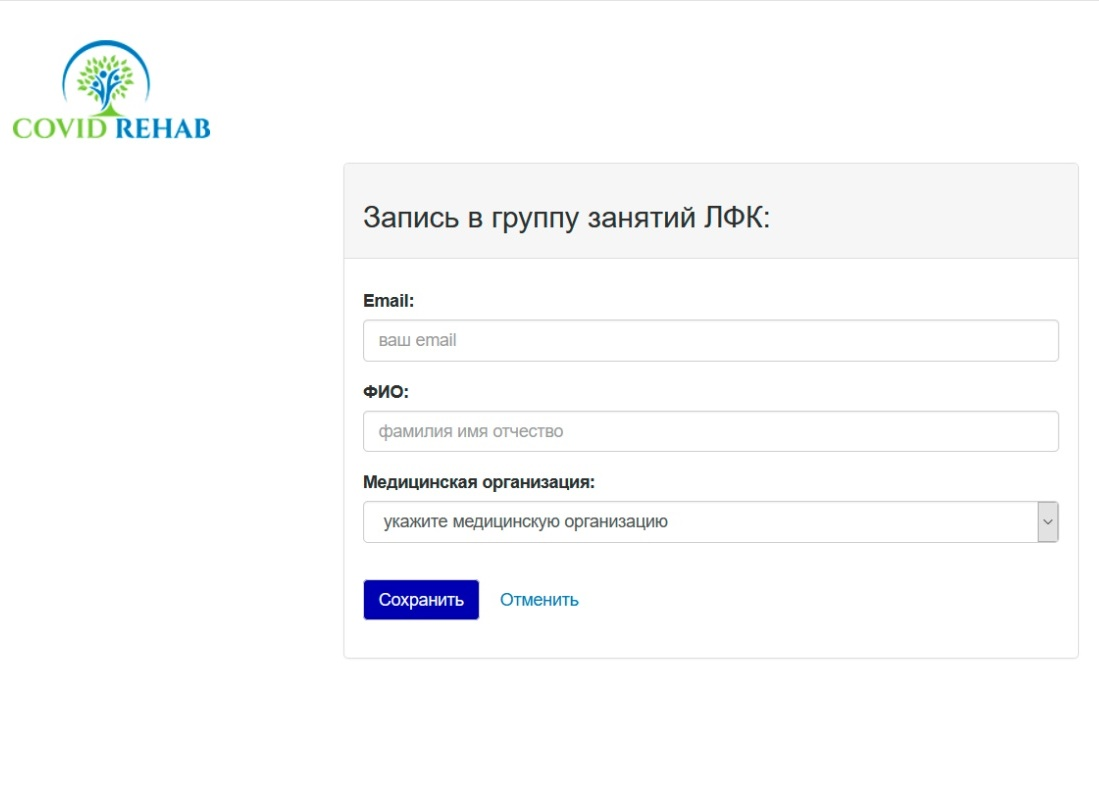 COVID REHAB
Запись в группу занятий ЛФК:
Email:
ваш email
ФИО:
фамилия имя отчество
Медицинская организация:
укажите медицинскую организацию
Сохранить Отменить